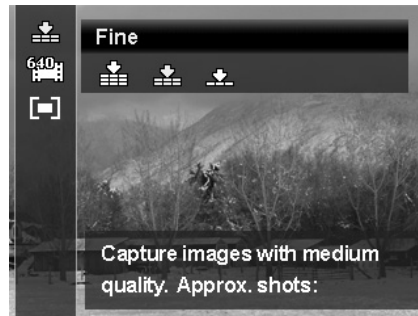 Fine
640
Capture images with medium
quality. Approx. shots: